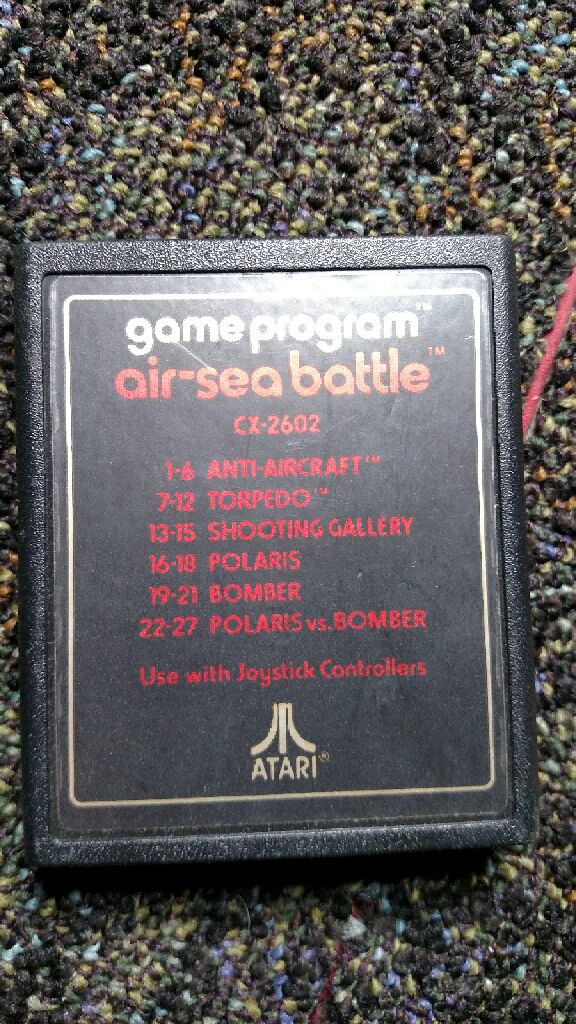 game program™
air-sea battle™
CX-2602
1-6 ANTI-AIRCRAFT™
7-12 TORPEDO™
13-15 SHOOTING GALLERY
16-18 POLARIS
19-21 BOMBER
22-27 POLARIS vs. BOMBER
Use with Joystick Controllers
ATARI®